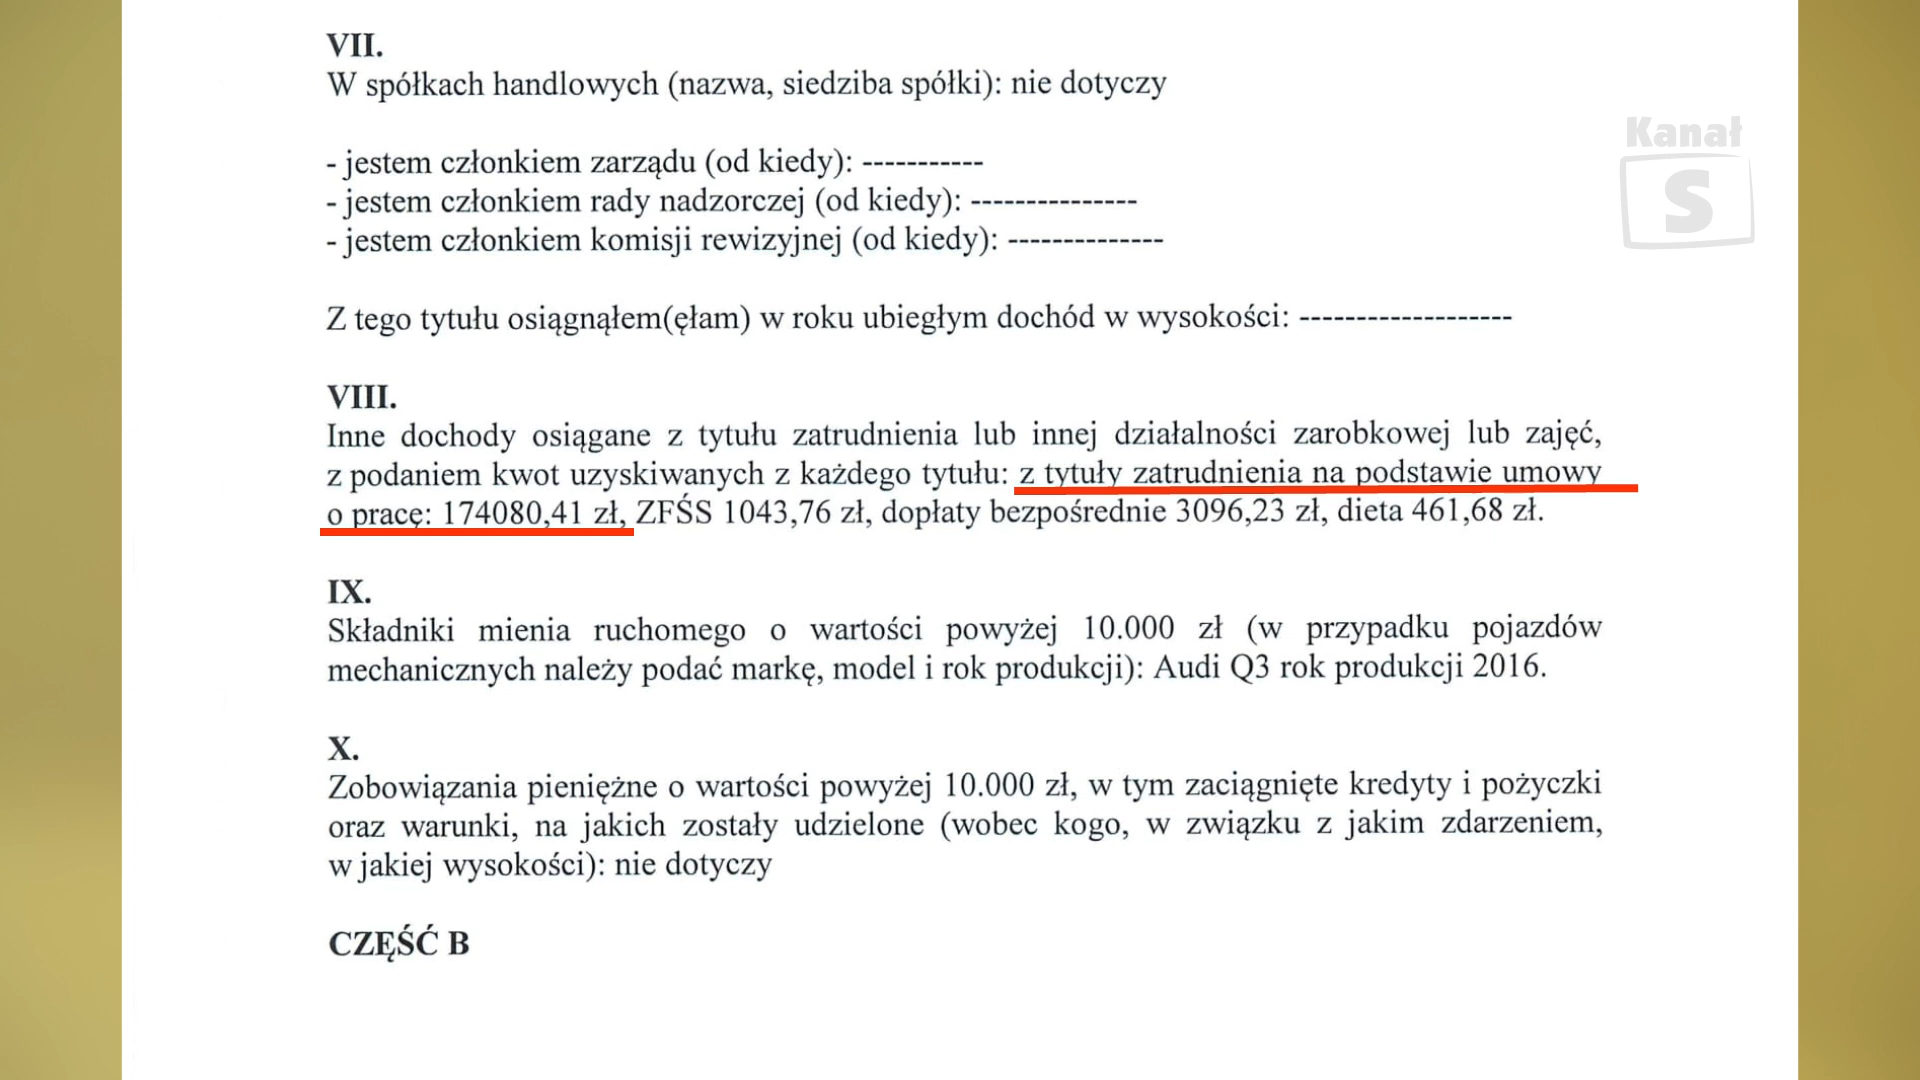 VII.
W spółkach handlowych (nazwa, siedziba spółki): nie dotyczy
- jestem członkiem zarządu (od kiedy): -----------
- jestem członkiem rady nadzorczej (od kiedy): ---------------
- jestem członkiem komisji rewizyjnej (od kiedy): --------------
Z tego tytułu osiągnąłem(ęłam) w roku ubiegłym dochód w wysokości: -------------------
VIII.
Inne dochody osiągane z tytułu zatrudnienia lub innej działalności zarobkowej lub zajęć,
z podaniem kwot uzyskiwanych z każdego tytułu: z tytuły zatrudnienia na podstawie umowy
o pracę: 174080,41 zł, ZFŚS 1043,76 zł, dopłaty bezpośrednie 3096,23 zł, dieta 461,68 zł.
IX.
Składniki mienia ruchomego o wartości powyżej 10.000 zł (w przypadku pojazdów
mechanicznych należy podać markę, model i rok produkcji): Audi Q3 rok produkcji 2016.
X.
Zobowiązania pieniężne o wartości powyżej 10.000 zł, w tym zaciągnięte kredyty i pożyczki
oraz warunki, na jakich zostały udzielone (wobec kogo, w związku z jakim zdarzeniem,
w jakiej wysokości): nie dotyczy
CZĘŚĆ B
Kanał
S